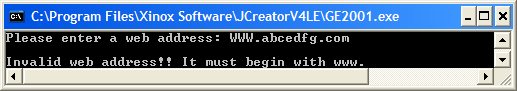 C:\Program Files\Xinox Software\JCreatorV4LE\GE2001.exe
Please enter a web address: WWW.abcedfg.com
Invalid web address!! It must begin with www.